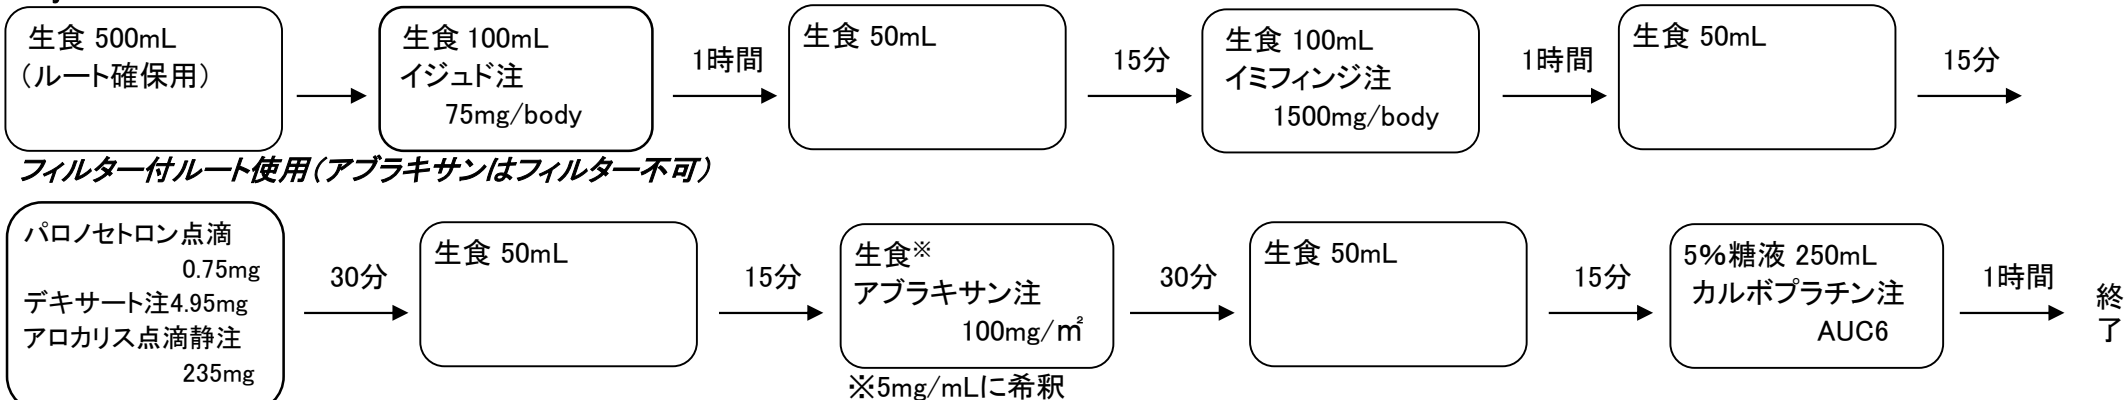 生食 500mL
（ルート確保用）
生食 100mL
イジュド注
75mg/body
1時間
生食 50mL
15分
生食 100mL
イミフィンジ注
1500mg/body
1時間
生食 50mL
15分
フィルター付ルート使用（アブラキサンはフィルター不可）
パロノセトロン点滴
0.75mg
デキサート注4.95mg
アロカリス点滴静注
235mg
30分
生食 50mL
15分
生食※
アブラキサン注
100mg/㎡
※5mg/mLに希釈
30分
生食 50mL
15分
5%糖液 250mL
カルボプラチン注
AUC6
1時間
終
了